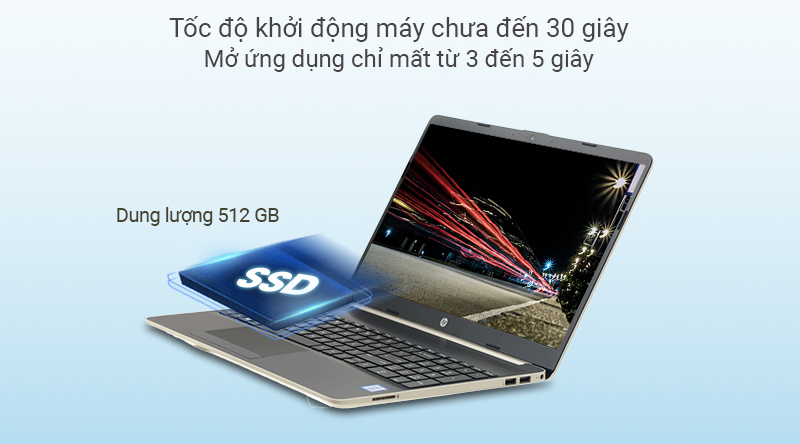 Tốc độ khởi động máy chưa đến 30 giây
Mở ứng dụng chỉ mất từ 3 đến 5 giây
Dung lượng 512 GB
SSD
hp